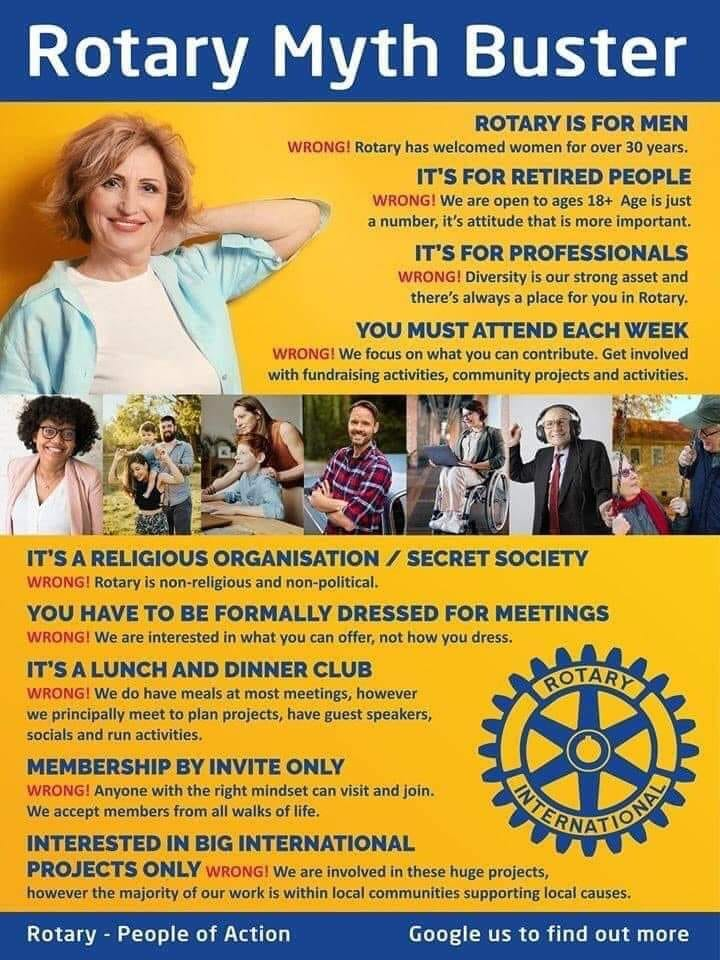 Rotary Myth Buster
ROTARY IS FOR MEN
WRONG! Rotary has welcomed women for over 30 years.
IT'S FOR RETIRED PEOPLE
WRONG! We are open to ages 18+ Age is just
a number, it's attitude that is more important.
IT'S FOR PROFESSIONALS
WRONG! Diversity is our strong asset and
there's always a place for you in Rotary.
YOU MUST ATTEND EACH WEEK
WRONG! We focus on what you can contribute. Get involved
with fundraising activities, community projects and activities.
IT'S A RELIGIOUS ORGANISATION / SECRET SOCIETY
WRONG! Rotary is non-religious and non-political.
YOU HAVE TO BE FORMALLY DRESSED FOR MEETINGS
WRONG! We are interested in what you can offer, not how you dress.
IT'S A LUNCH AND DINNER CLUB
WRONG! We do have meals at most meetings, however
we principally meet to plan projects, have guest speakers,
socials and run activities.
MEMBERSHIP BY INVITE ONLY
WRONG! Anyone with the right mindset can visit and join.
We accept members from all walks of life.
ROTARY
INTERNATIONAL
INTERESTED IN BIG INTERNATIONAL
PROJECTS ONLY WRONG! We are involved in these huge projects,
however the majority of our work is within local communities supporting local causes.
Rotary - People of Action
Google us to find out more